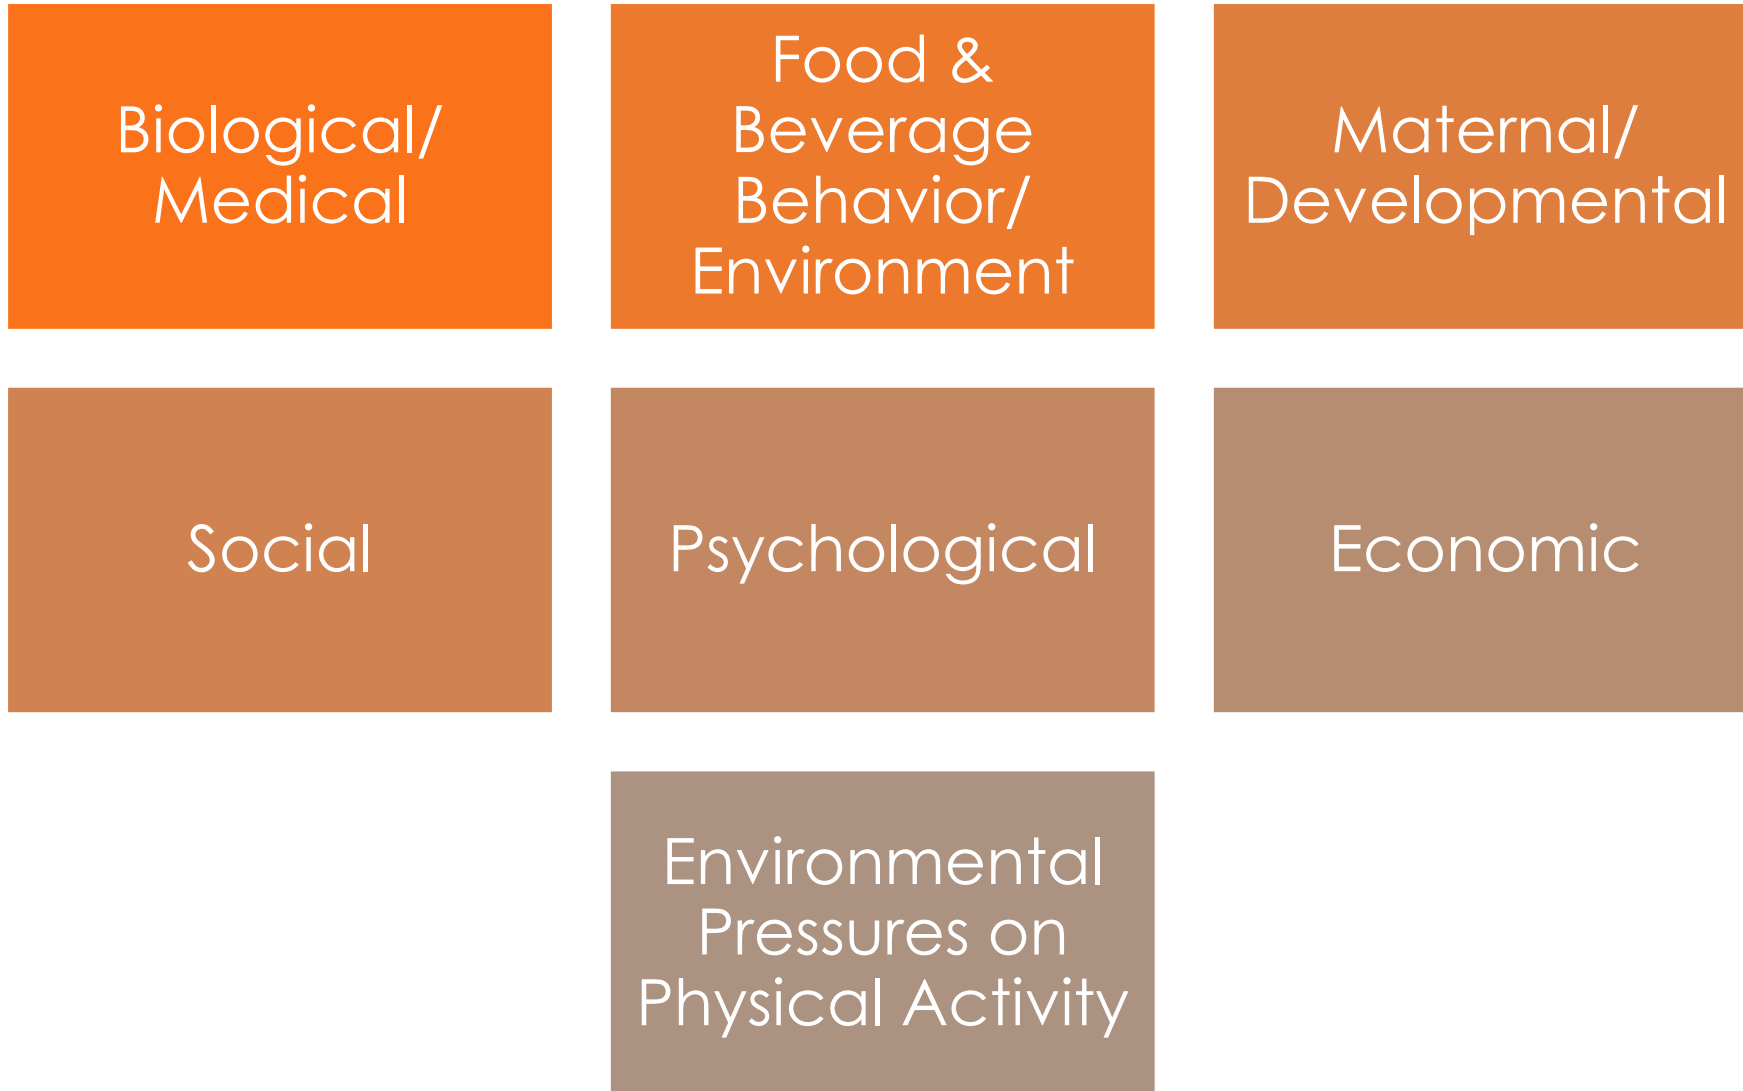 Biological/
Medical
Food &
Beverage
Behavior/
Environment
Maternal/
Developmental
Social
Psychological
Economic
Environmental
Pressures on
Physical Activity